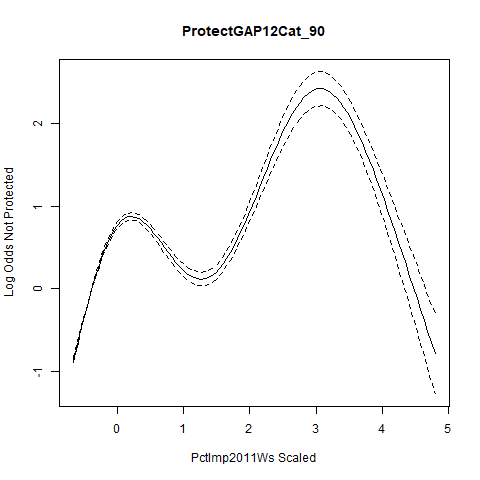 ProtectGAP12Cat_90
Log Odds Not Protected
2
1
0
-1
0 1 2 3 4 5
PctImp2011Ws Scaled